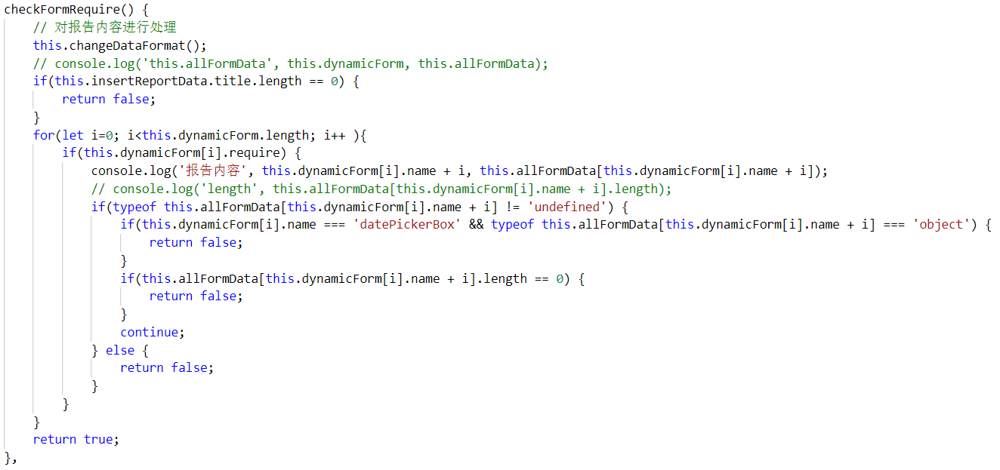 checkFormRequire() {
    // 对报告内容进行处理
    this.changeDataFormat();
    // console.log('this.allFormData', this.dynamicForm, this.allFormData);
    if(this.insertReportData.title.length == 0) {
        return false;
    }
    for(let i=0; i<this.dynamicForm.length; i++ ){
        if(this.dynamicForm[i].require) {
            console.log('报告内容', this.dynamicForm[i].name + i, this.allFormData[this.dynamicForm[i].name + i]);
            // console.log('length', this.allFormData[this.dynamicForm[i].name + i].length);
            if(typeof this.allFormData[this.dynamicForm[i].name + i] != 'undefined') {
                if(this.dynamicForm[i].name === 'datePickerBox' && typeof this.allFormData[this.dynamicForm[i].name + i] === 'object') {
                    return false;
                }
                if(this.allFormData[this.dynamicForm[i].name + i].length == 0) {
                    return false;
                }
                continue;
            } else {
                return false;
            }
        }
    }
    return true;
},